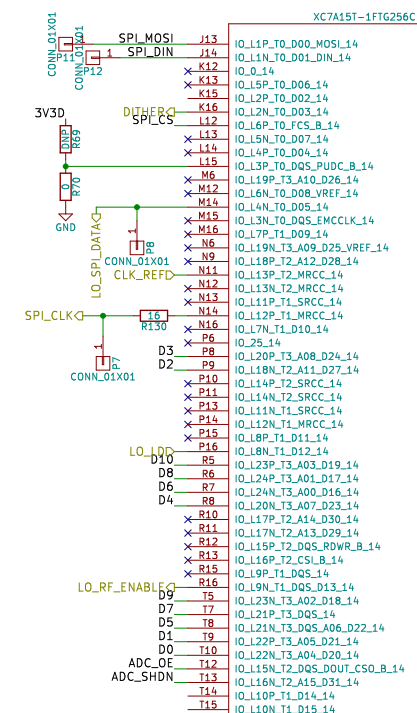 XC7A15T-1FTG256C
CONN_01X01
P11
CONN_01X01
P12
SPI_MOSI J13 IO_L1P_T0_D00_MOSI_14
SPI_DIN J14 IO_L1N_T0_D01_DIN_14
K12 IO_0_14
K13 IO_L5P_T0_D06_14
K15 IO_L2P_T0_D02_14
DITHER K16 IO_L2N_T0_D03_14
SPI_CS L12 IO_L6P_T0_FCS_B_14
L13 IO_L5N_T0_D07_14
L14 IO_L4P_T0_D04_14
3V3D
DNP
R69
L15 IO_L3P_T0_DQS_PUDC_B_14
0
R70
GND
M6 IO_L19P_T3_A10_D26_14
M12 IO_L6N_T0_D08_VREF_14
M14 IO_L4N_T0_D05_14
M15 IO_L3N_T0_DQS_EMCCLK_14
M16 IO_L7P_T1_D09_14
LO_SPI_DATA
1
P8
CONN_01X01
N6 IO_L19N_T3_A09_D25_VREF_14
N9 IO_L18P_T2_A12_D28_14
CLK_REF N11 IO_L13P_T2_MRCC_14
N12 IO_L13N_T2_MRCC_14
N13 IO_L11P_T1_SRCC_14
SPI_CLK 16 N14 IO_L12P_T1_MRCC_14
R130
N16 IO_L7N_T1_D10_14
1
P7
CONN_01X01
P6 IO_25_14
D3 P8 IO_L20P_T3_A08_D24_14
D2 P9 IO_L18N_T2_A11_D27_14
P10 IO_L14P_T2_SRCC_14
P11 IO_L14N_T2_SRCC_14
P13 IO_L11N_T1_SRCC_14
P14 IO_L12N_T1_MRCC_14
P15 IO_L8P_T1_D11_14
LO_LD P16 IO_L8N_T1_D12_14
D10 R5 IO_L23P_T3_A03_D19_14
D8 R6 IO_L24P_T3_A01_D17_14
D6 R7 IO_L24N_T3_A00_D16_14
D4 R8 IO_L20N_T3_A07_D23_14
R10 IO_L17P_T2_A14_D30_14
R11 IO_L17N_T2_A13_D29_14
R12 IO_L15P_T2_DQS_RDWR_B_14
R13 IO_L16P_T2_CSI_B_14
R15 IO_L9P_T1_DQS_14
LO_RF_ENABLE R16 IO_L9N_T1_DQS_D13_14
D9 T5 IO_L23N_T3_A02_D18_14
D7 T7 IO_L21P_T3_DQS_14
D5 T8 IO_L21N_T3_DQS_A06_D22_14
D1 T9 IO_L22P_T3_A05_D21_14
D0 T10 IO_L22N_T3_A04_D20_14
ADC_OE T12 IO_L15N_T2_DQS_DOUT_CSO_B_14
ADC_SHDN T13 IO_L16N_T2_A15_D31_14
T14 IO_L10P_T1_D14_14
T15 IO_L10N_T1_D15_14